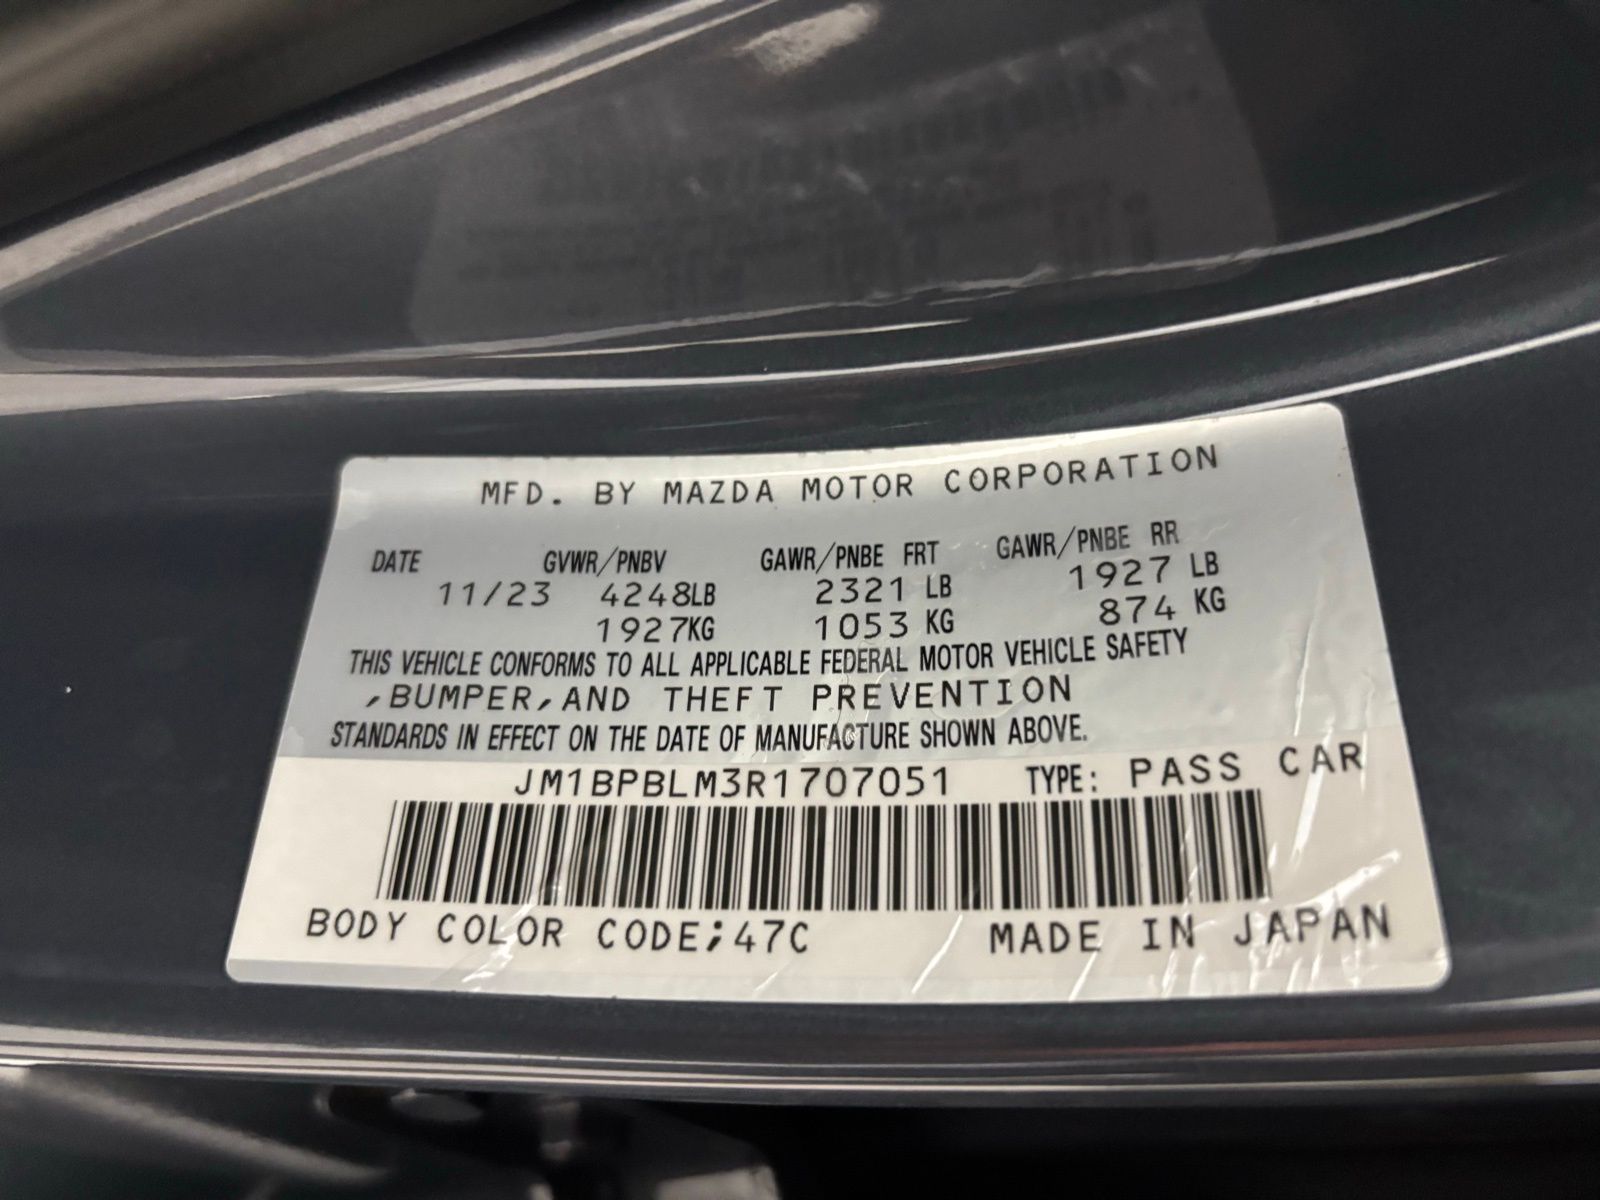 MFD. BY MAZDA MOTOR CORPORATION
DATE GVWR/PNBV GAWR/PNBE FRT GAWR/PNBE RR
11/23 4248LB 2321 LB 1927 LB
1927KG 1053 KG 874 KG
THIS VEHICLE CONFORMS TO ALL APPLICABLE FEDERAL MOTOR VEHICLE SAFETY
,BUMPER,AND THEFT PREVENTION
STANDARDS IN EFFECT ON THE DATE OF MANUFACTURE SHOWN ABOVE.
JM1BPBLM3R1707051 TYPE: PASS CAR
BODY COLOR CODE;47C MADE IN JAPAN